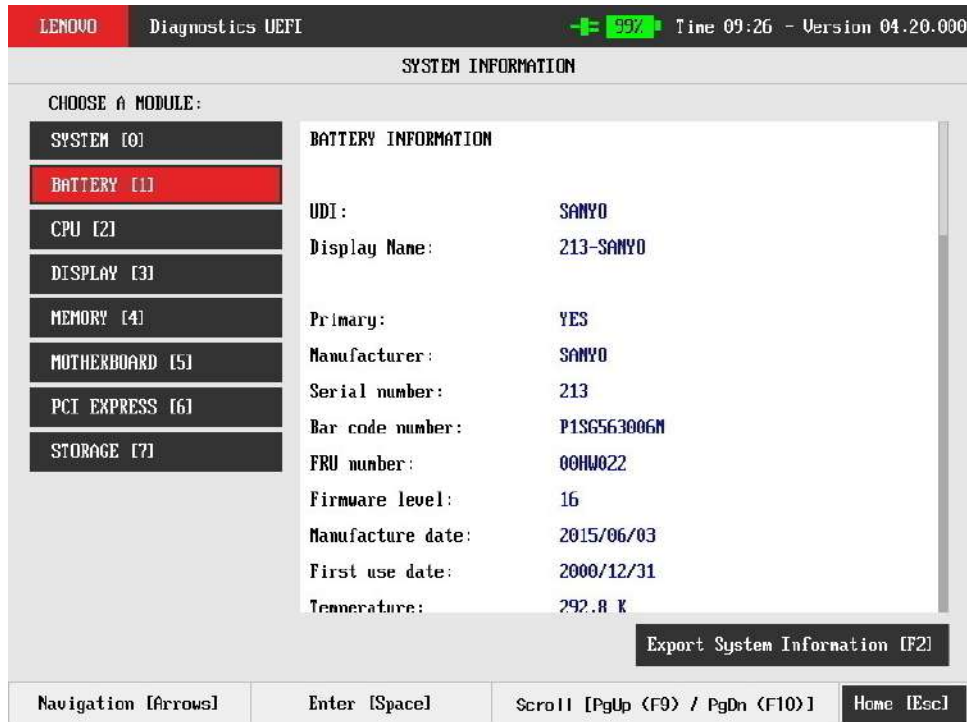 LENOVO Diagnostics UEFI 99% Time 09:26 - Version 04.20.000
SYSTEM INFORMATION
CHOOSE A MODULE:
SYSTEM [0]
BATTERY [1]
CPU [2]
DISPLAY [3]
MEMORY [4]
MOTHERBOARD [5]
PCI EXPRESS [6]
STORAGE [7]
BATTERY INFORMATION
UDI: SANYO
Display Name: 213-SANYO
Primary: YES
Manufacturer: SANYO
Serial number: 213
Bar code number: P1SG563006M
FRU number: 00HW022
Firmware level: 16
Manufacture date: 2015/06/03
First use date: 2000/12/31
Temperature: 292.8 K
Export System Information [F2]
Navigation [Arrows] Enter [Space] Scroll [PgUp (F9) / PgDn (F10)] Home [Esc]